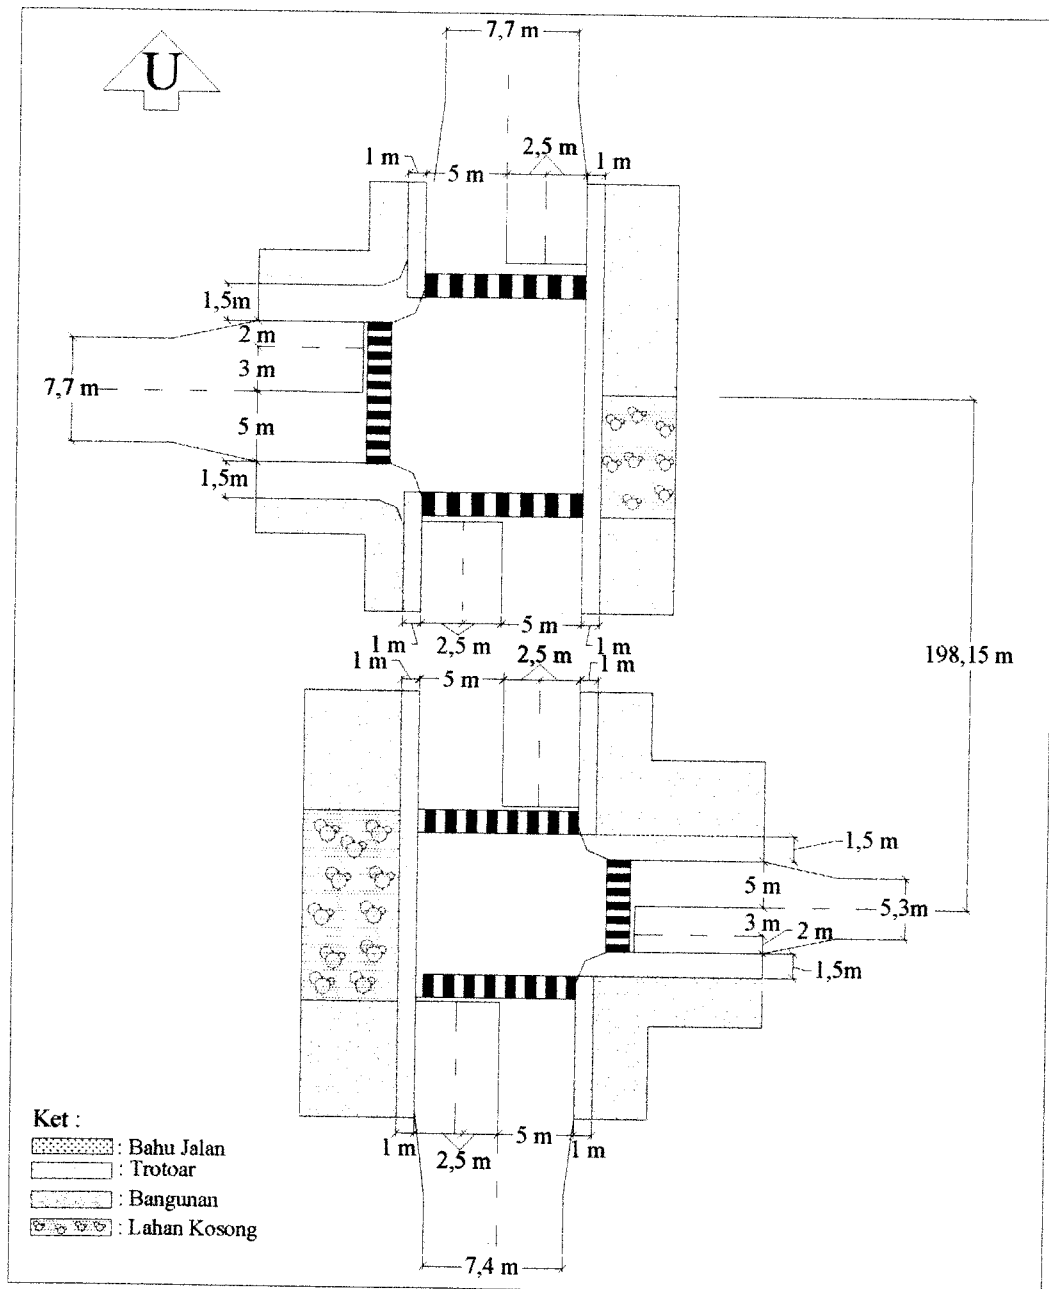 7,7 m
U
2,5 m
1 m
5 m
1 m
1,5m
2 m
3 m
7,7 m
5 m
1,5m
5 m
1 m
2,5 m
1 m
198,15 m
1 m
5 m
2,5 m
1 m
1,5 m
5 m
5,3m
3 m
2 m
1,5m
Ket :
: Bahu Jalan
: Trotoar
: Bangunan
: Lahan Kosong
1 m
2,5 m
5 m
1 m
7,4 m